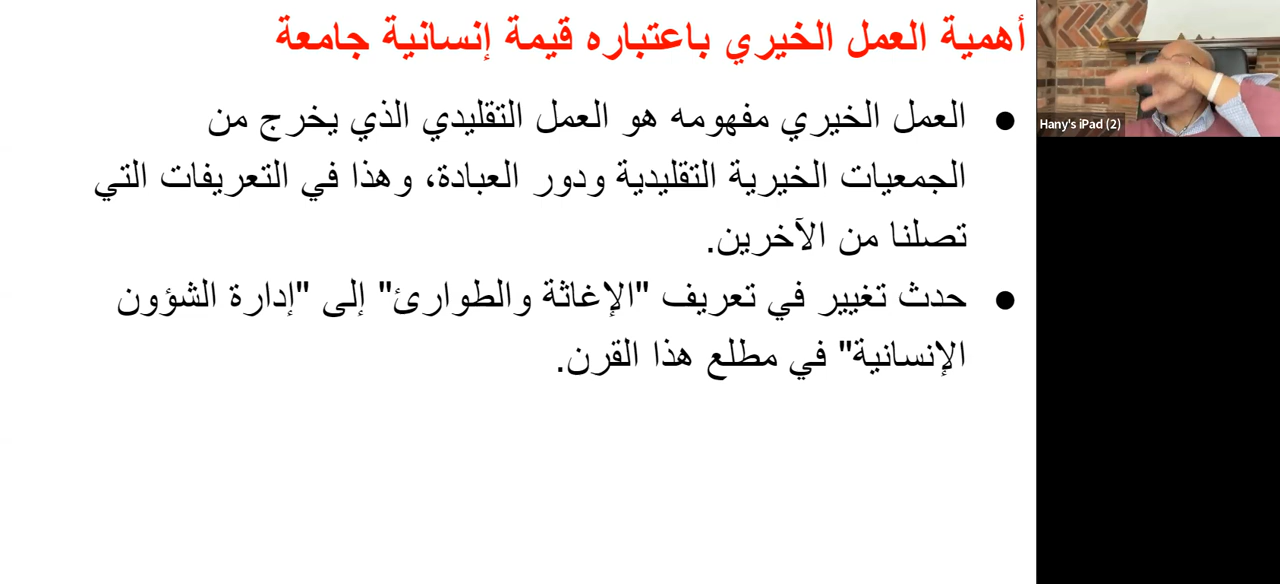 أهمية العمل الخيري باعتباره قيمة إنسانية جامعة
● العمل الخيري مفهومه هو العمل التقليدي الذي يخرج من
الجمعيات الخيرية التقليدية ودور العبادة، وهذا في التعريفات التي
تصلنا من الآخرين.
● حدث تغيير في تعريف "الإغاثة والطوارئ" إلى "إدارة الشؤون
الإنسانية" في مطلع هذا القرن.
Hany's iPad (2)